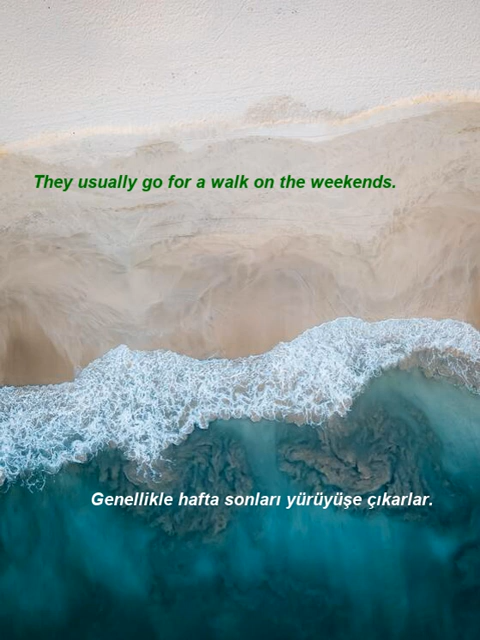 They usually go for a walk on the weekends.
Genellikle hafta sonları yürüyüşe çıkarlar.